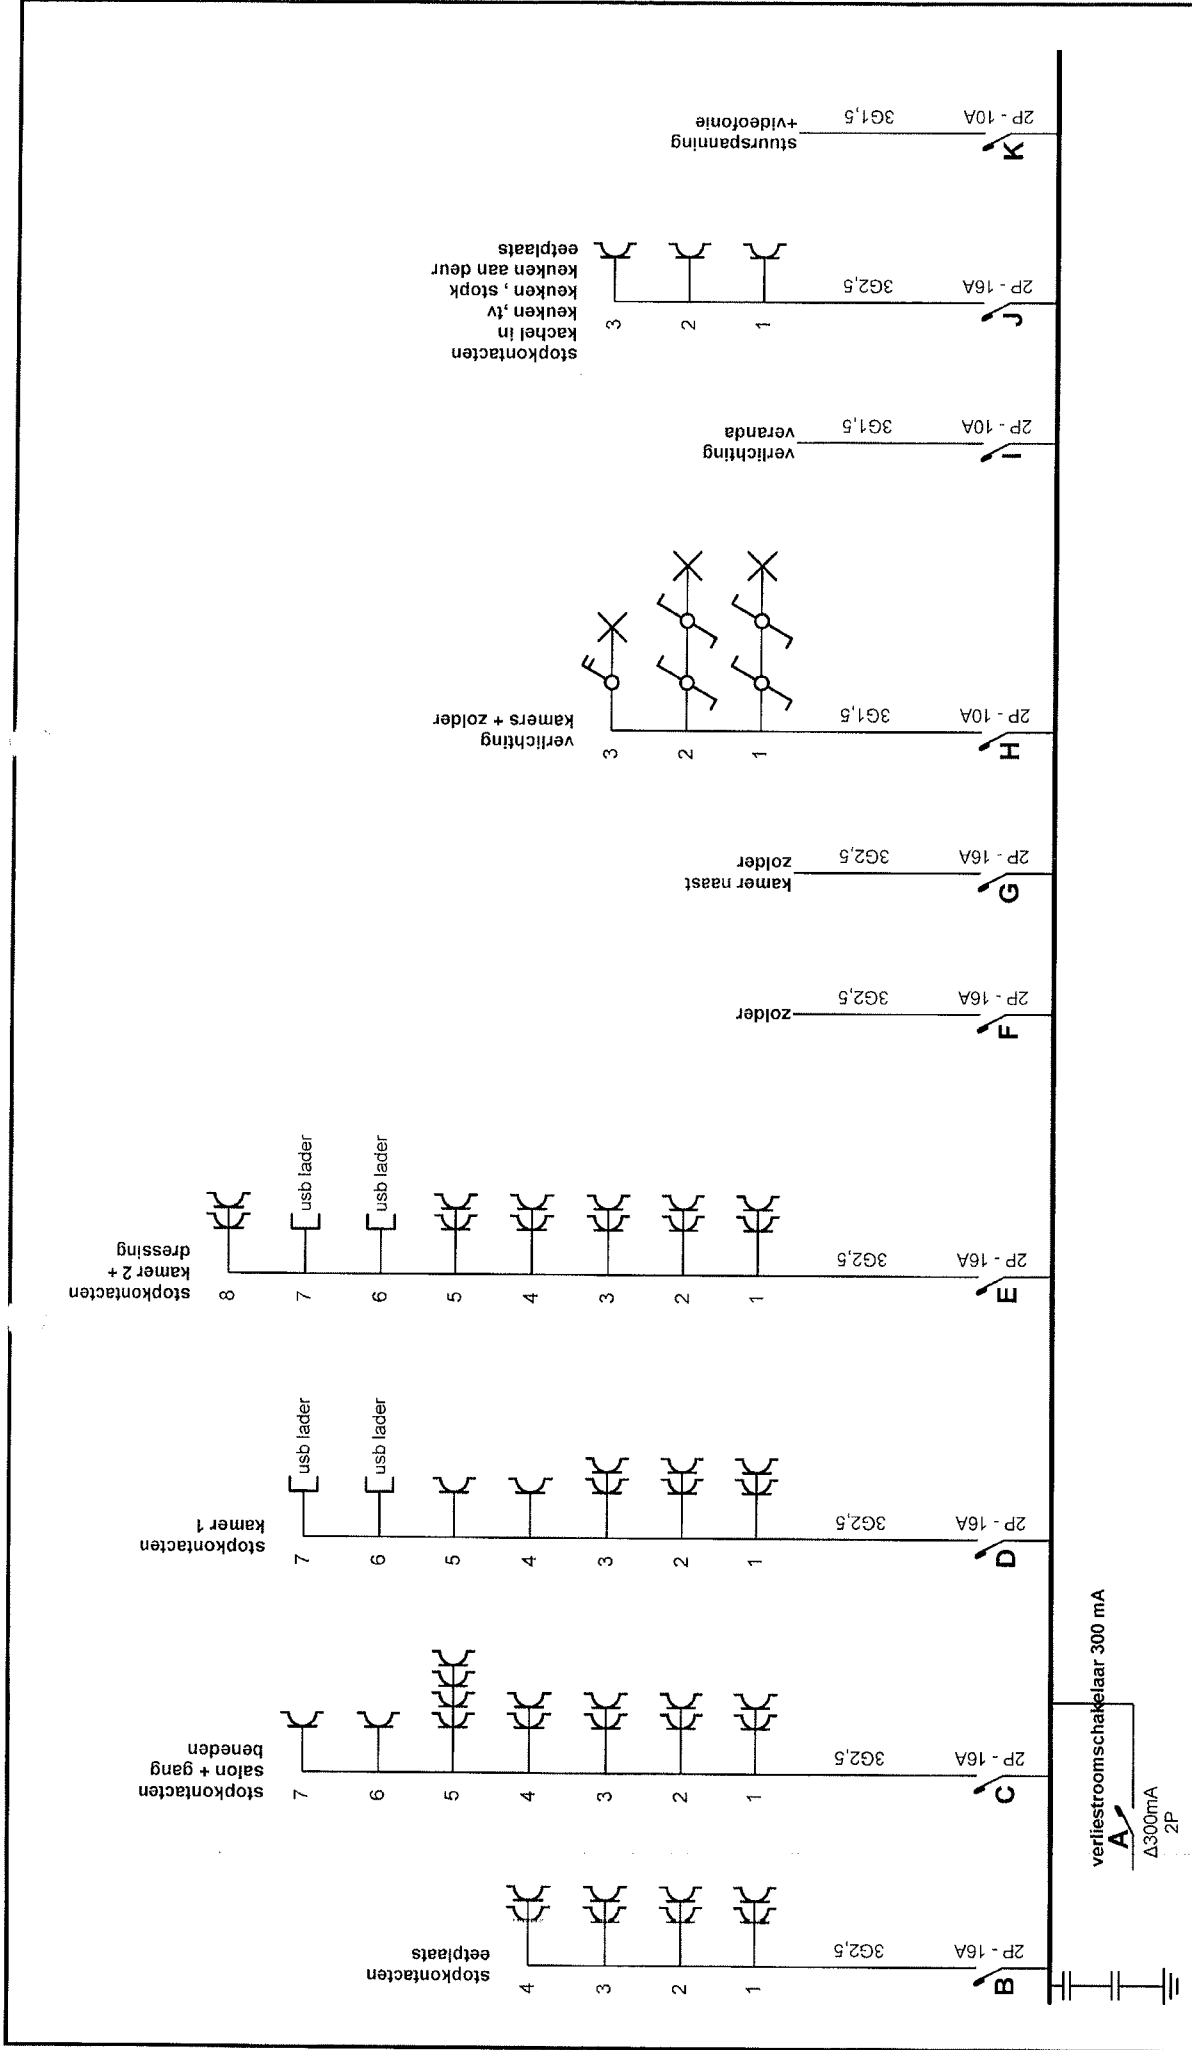 stopkontacten
eetplaats
4
3
2
1
3G2,5
2P - 16A
B
stopkontacten
salon + gang
beneden
7
6
5
4
3
2
1
3G2,5
2P - 16A
C
verliestroomschakelaar 300 mA
A
Δ300mA
2P
stopkontacten
kamer 1
7
usb lader
6
usb lader
5
4
3
2
1
3G2,5
2P - 16A
D
stopkontacten
kamer 2 +
dressing
8
7
usb lader
6
usb lader
5
4
3
2
1
3G2,5
2P - 16A
E
zolder
3G2,5
2P - 16A
F
kamer naast
zolder
3G2,5
2P - 16A
G
verlichting
kamers + zolder
3
2
1
3G1,5
2P - 10A
H
verlichting
veranda
3G1,5
2P - 10A
I
stopkontacten
kachel in
keuken ,tv
keuken , stopk
keuken aan deur
eetplaats
3
2
1
3G2,5
2P - 16A
J
stuurspanning
+videofonie
3G1,5
2P - 10A
K